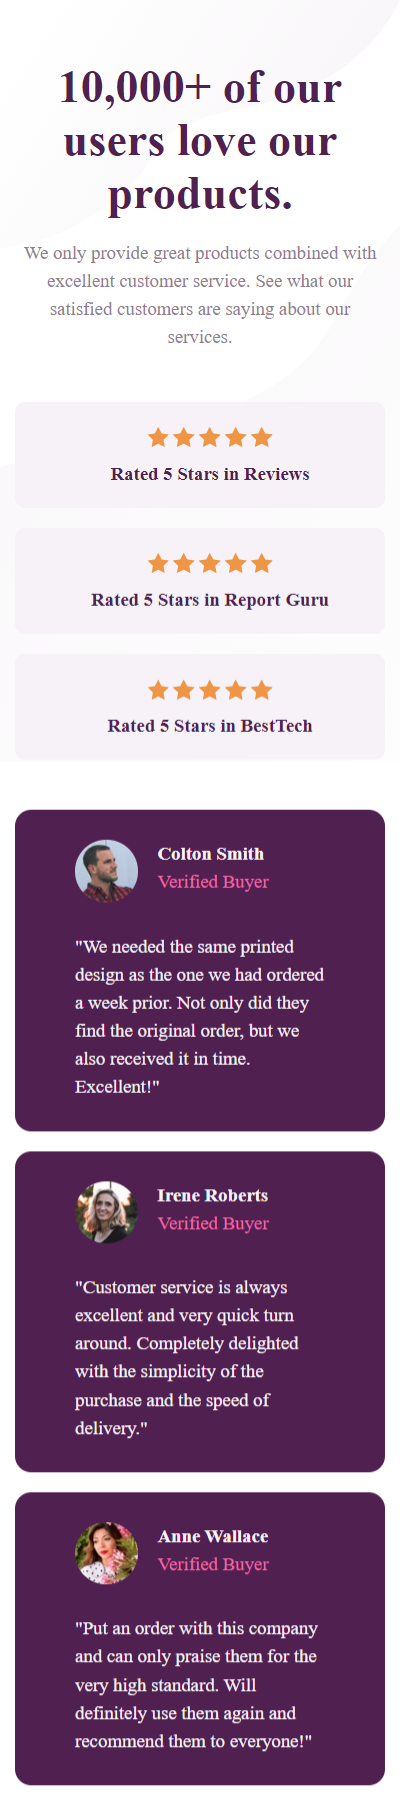 10,000+ of our
users love our
products.
We only provide great products combined with
excellent customer service. See what our
satisfied customers are saying about our
services.
Rated 5 Stars in Reviews
Rated 5 Stars in Report Guru
Rated 5 Stars in BestTech
Colton Smith
Verified Buyer
"We needed the same printed
design as the one we had ordered
a week prior. Not only did they
find the original order, but we
also received it in time.
Excellent!"
Irene Roberts
Verified Buyer
"Customer service is always
excellent and very quick turn
around. Completely delighted
with the simplicity of the
purchase and the speed of
delivery."
Anne Wallace
Verified Buyer
"Put an order with this company
and can only praise them for the
very high standard. Will
definitely use them again and
recommend them to everyone!"